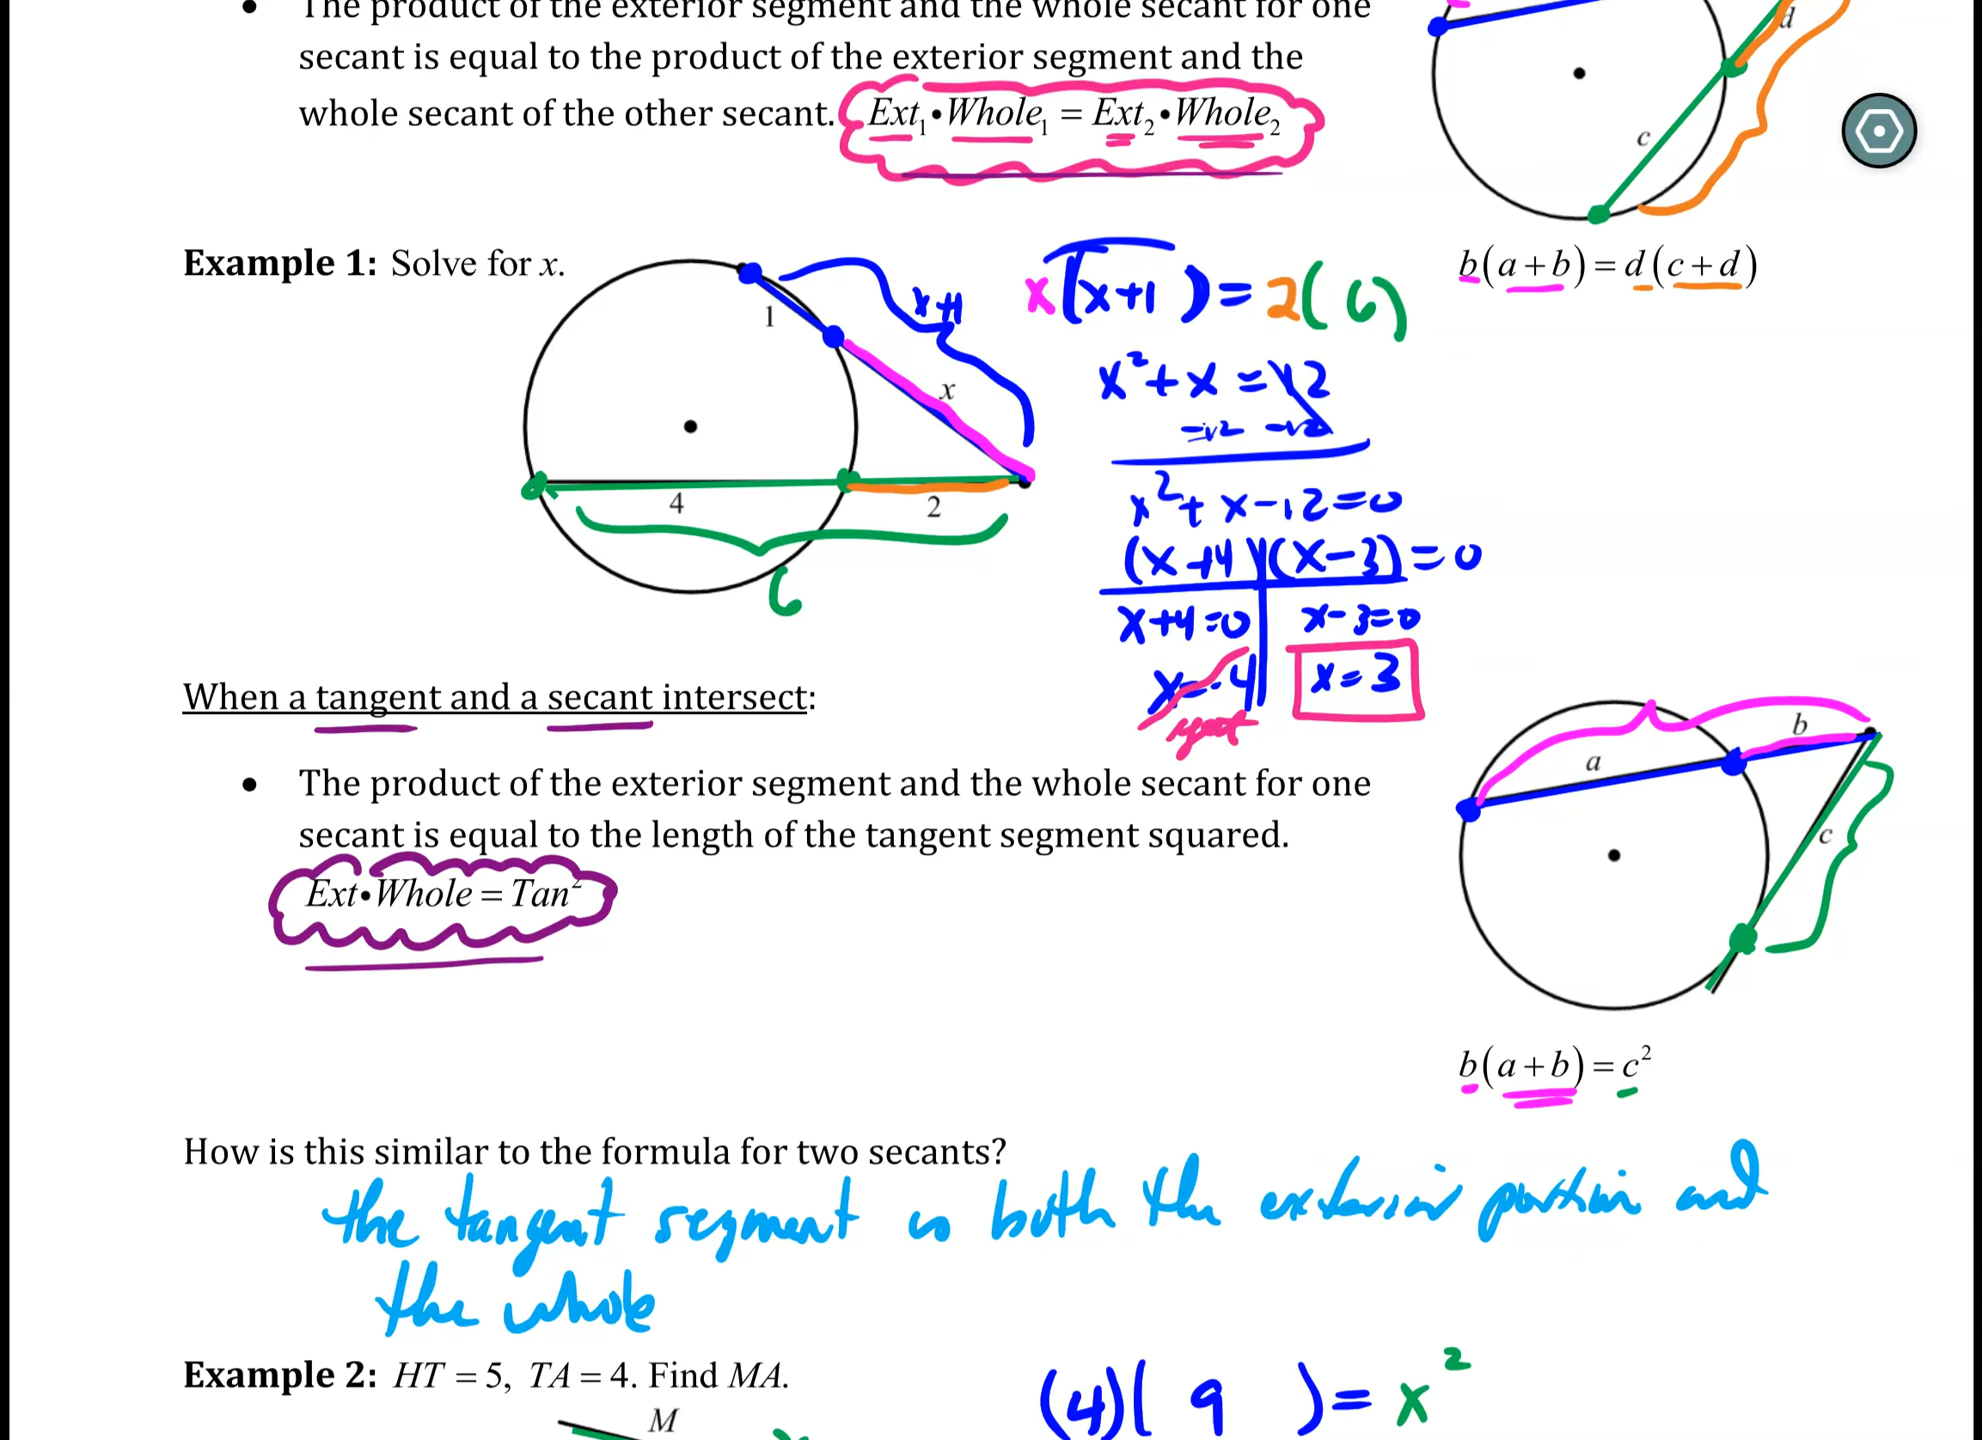 The product of the exterior segment and the whole secant for one
secant is equal to the product of the exterior segment and the
whole secant of the other secant. Ext₁•Whole₁ = Ext₂•Whole₂
d
c
b(a+b)=d(c+d)
Example 1: Solve for x.
1
x+1
x
4
2
6
x(x+1)=2(6)
x²+x=12
-12 -12
x²+x-12=0
(x+4)(x-3)=0
x+4=0 x-3=0
x=-4 x=3
reject
When a tangent and a secant intersect:
The product of the exterior segment and the whole secant for one
secant is equal to the length of the tangent segment squared.
Ext•Whole = Tan²
a
b
c
b(a+b)=c²
How is this similar to the formula for two secants?
the tangent segment is both the exterior portion and
the whole
Example 2: HT = 5, TA = 4. Find MA.
(4)(9)=x²
M